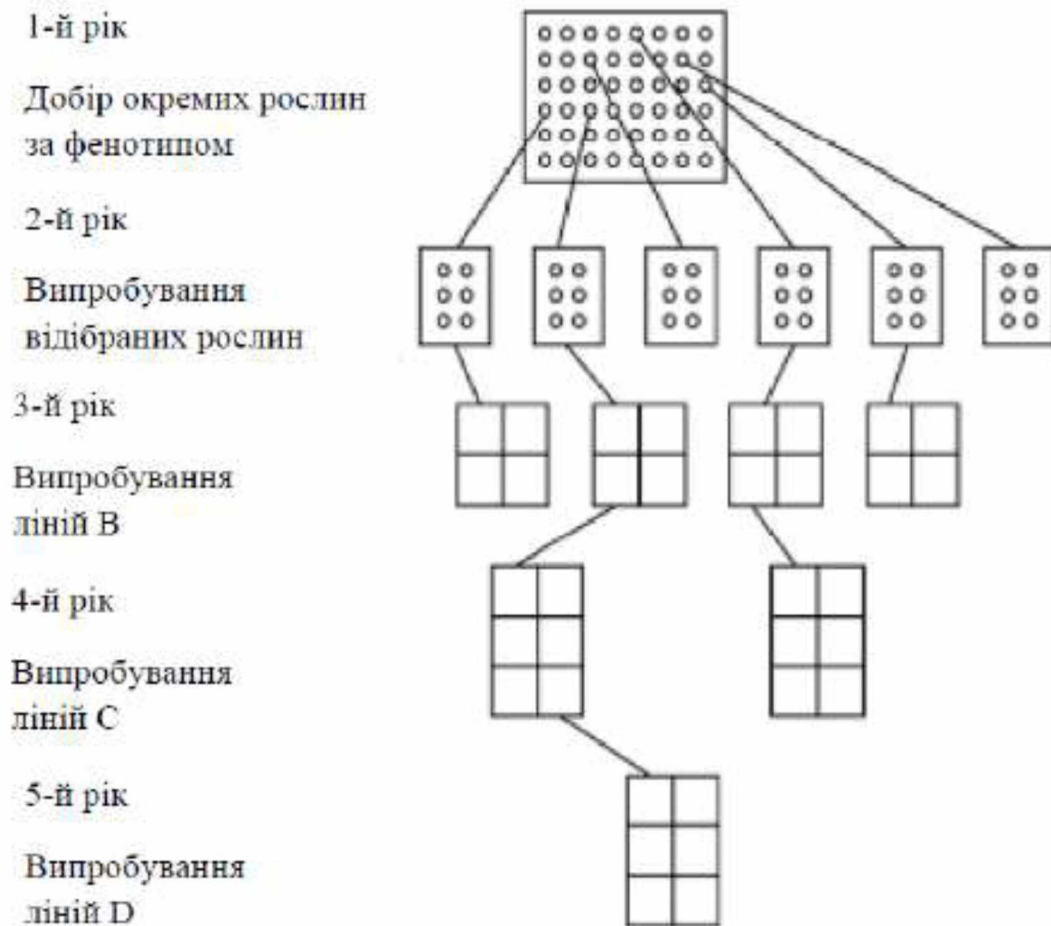 1-й рік
Добір окремих рослин
за фенотипом
2-й рік
Випробування
відібраних рослин
3-й рік
Випробування
ліній В
4-й рік
Випробування
ліній С
5-й рік
Випробування
ліній D